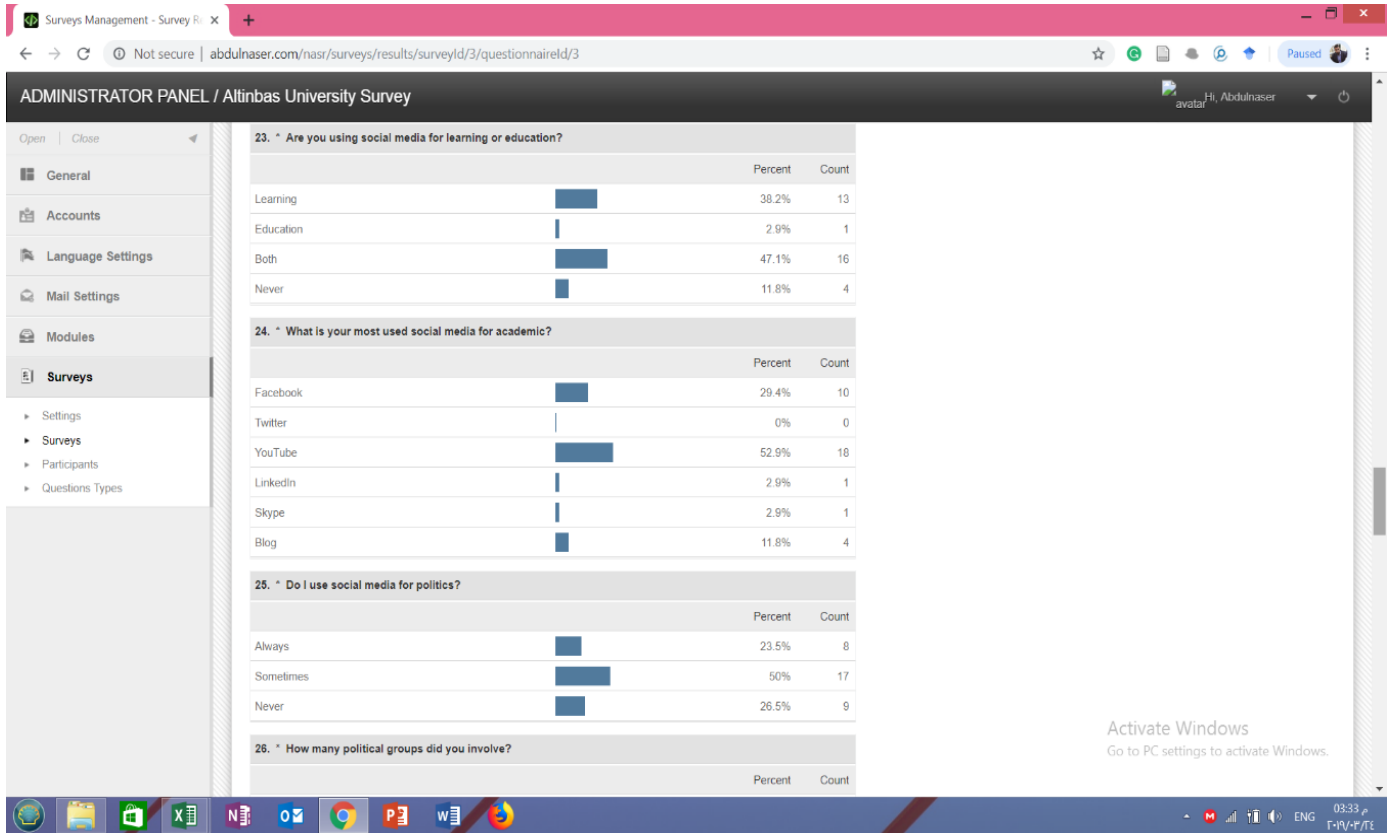 Surveys Management - Survey Re
Not secure | abdulnaser.com/nasr/surveys/results/surveyId/3/questionnaireId/3
Paused
ADMINISTRATOR PANEL / Altinbas University Survey
avatar Hi, Abdulnaser
Open | Close
General
Accounts
Language Settings
Mail Settings
Modules
Surveys
Settings
Surveys
Participants
Questions Types
23. * Are you using social media for learning or education?
Percent Count
Learning 38.2% 13
Education 2.9% 1
Both 47.1% 16
Never 11.8% 4
24. * What is your most used social media for academic?
Percent Count
Facebook 29.4% 10
Twitter 0% 0
YouTube 52.9% 18
LinkedIn 2.9% 1
Skype 2.9% 1
Blog 11.8% 4
25. * Do I use social media for politics?
Percent Count
Always 23.5% 8
Sometimes 50% 17
Never 26.5% 9
26. * How many political groups did you involve?
Percent Count
Activate Windows
Go to PC settings to activate Windows.
ENG
03:33 م
٢٠١٩/٠٣/٢٤